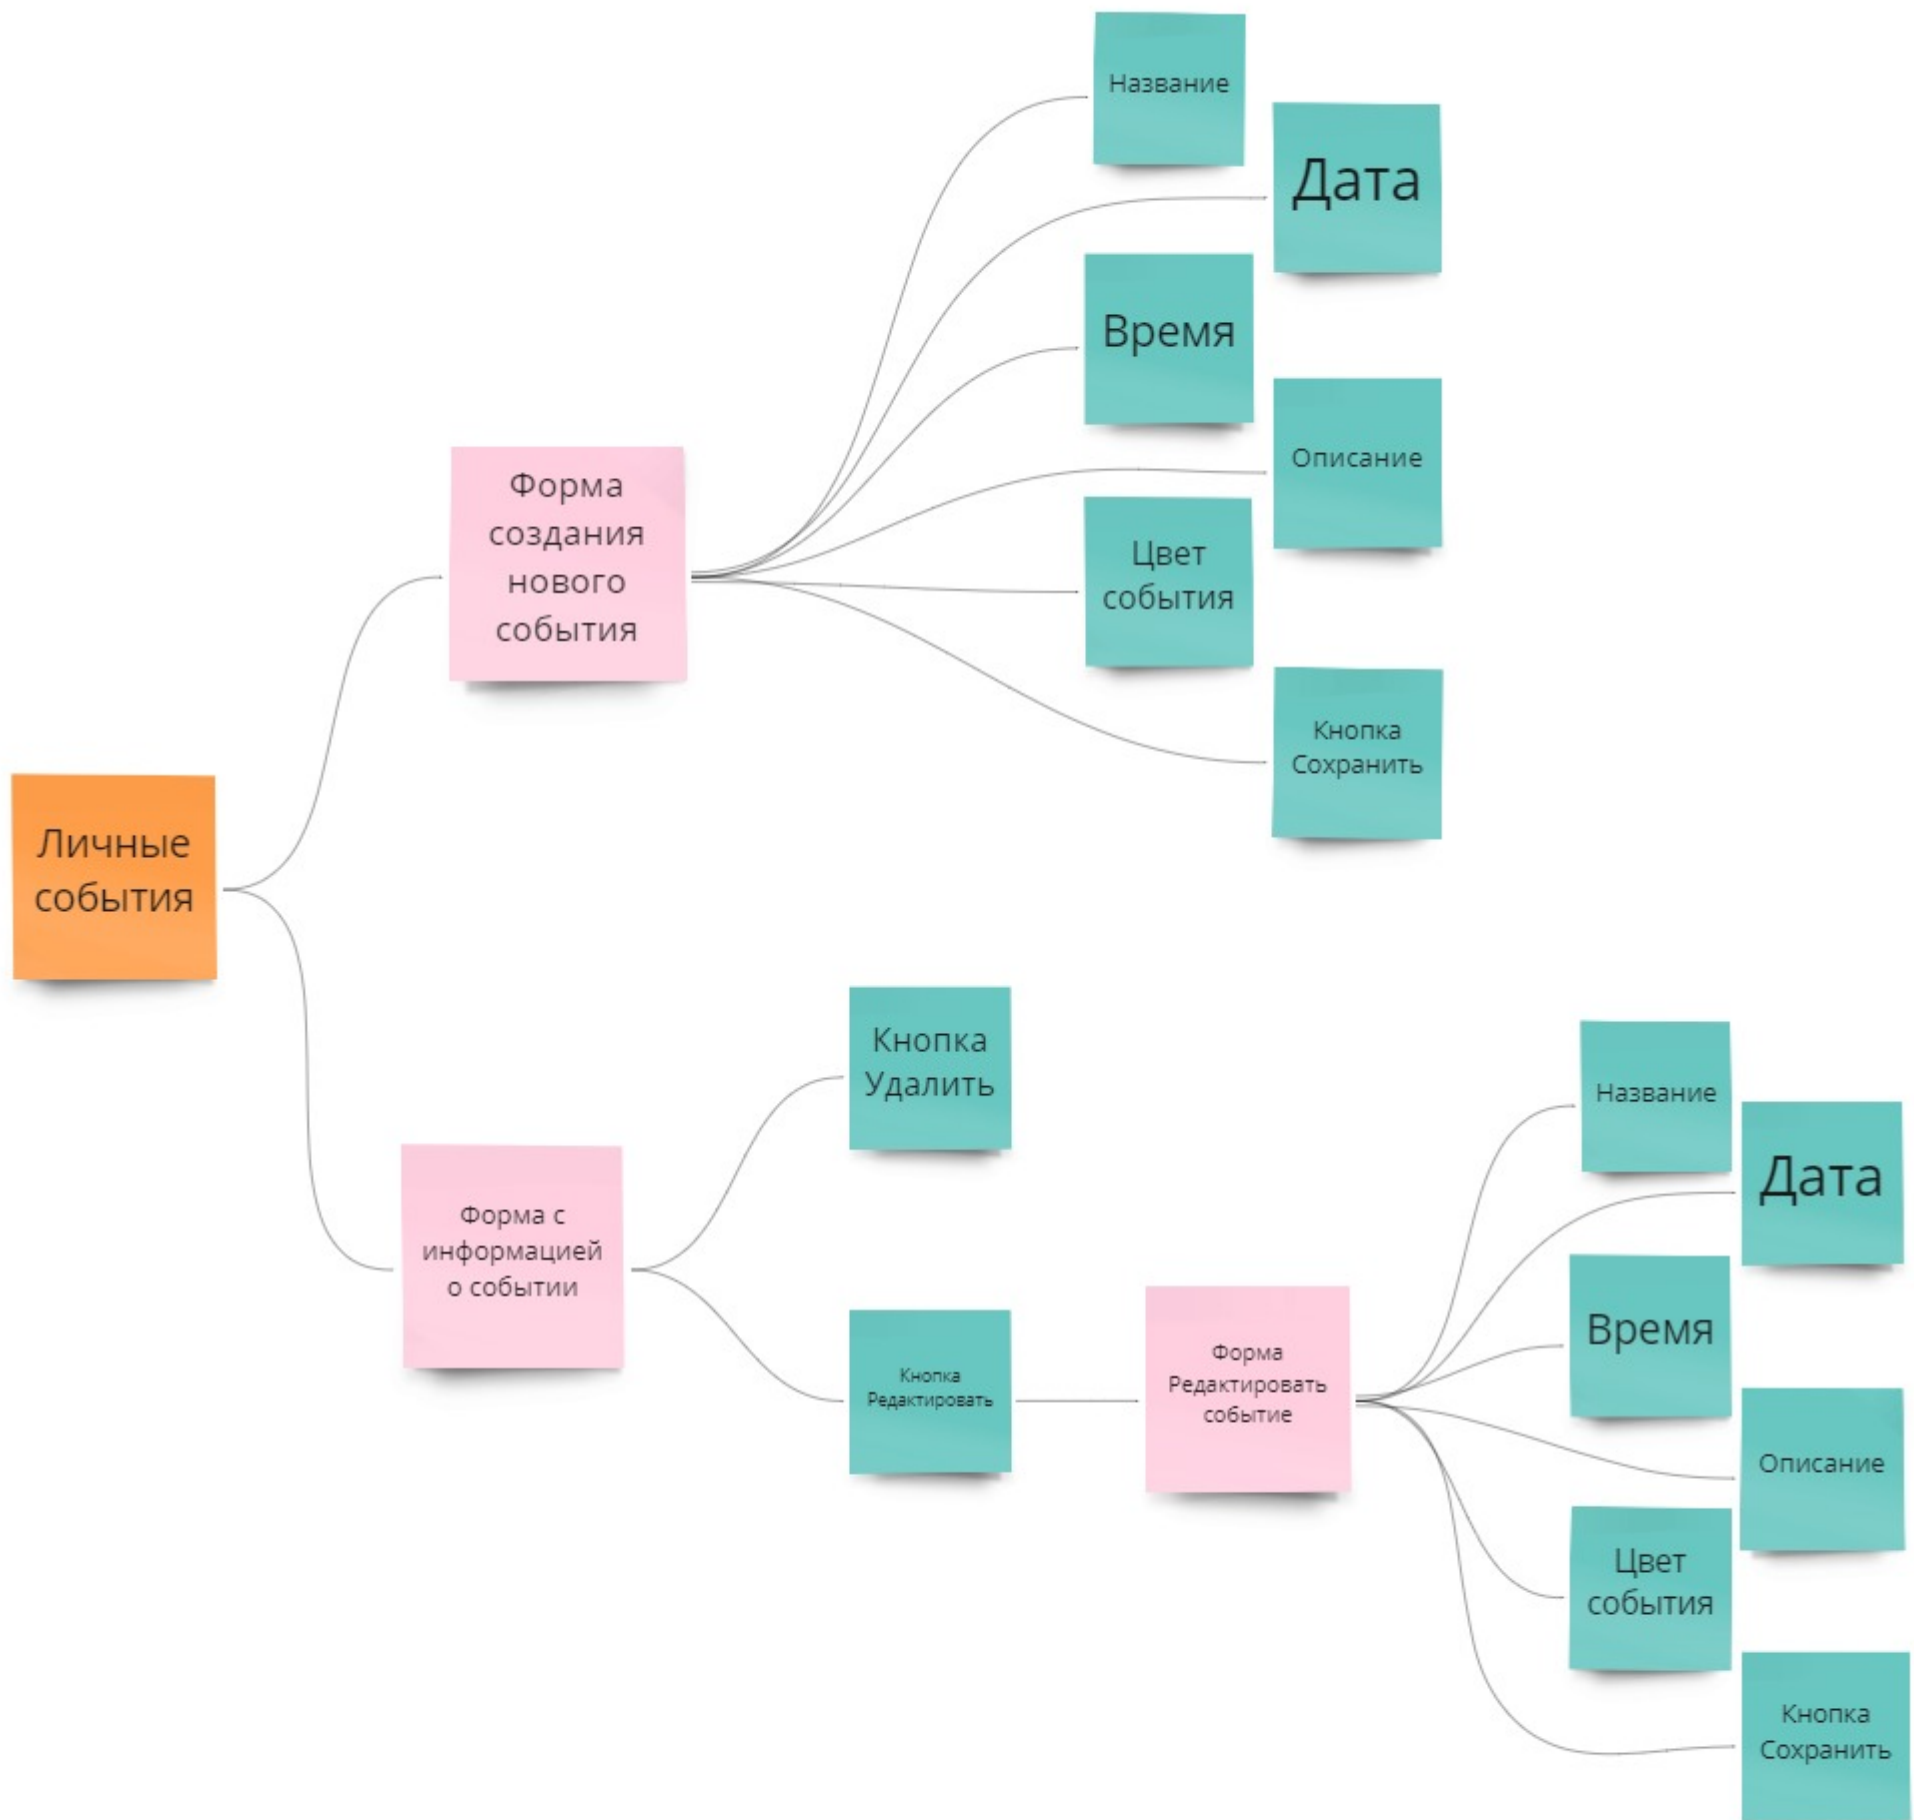 Название
Дата
Время
Описание
Форма
создания
нового
события
Цвет
события
Кнопка
Сохранить
Личные
события
Кнопка
Удалить
Форма с
информацией
о событии
Кнопка
Редактировать
Форма
Редактировать
событие
Название
Дата
Время
Описание
Цвет
события
Кнопка
Сохранить